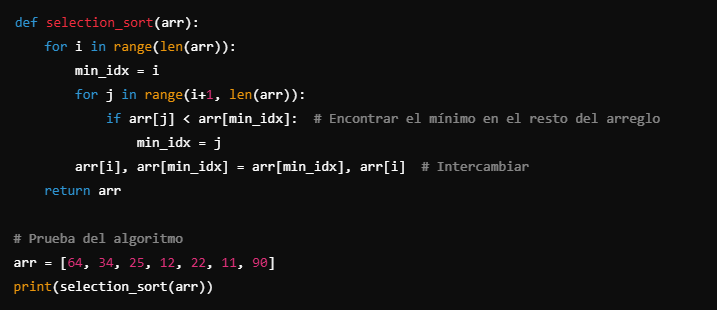 def selection_sort(arr):
    for i in range(len(arr)):
        min_idx = i
        for j in range(i+1, len(arr)):
            if arr[j] < arr[min_idx]:  # Encontrar el mínimo en el resto del arreglo
                min_idx = j
        arr[i], arr[min_idx] = arr[min_idx], arr[i]  # Intercambiar
    return arr

# Prueba del algoritmo
arr = [64, 34, 25, 12, 22, 11, 90]
print(selection_sort(arr))